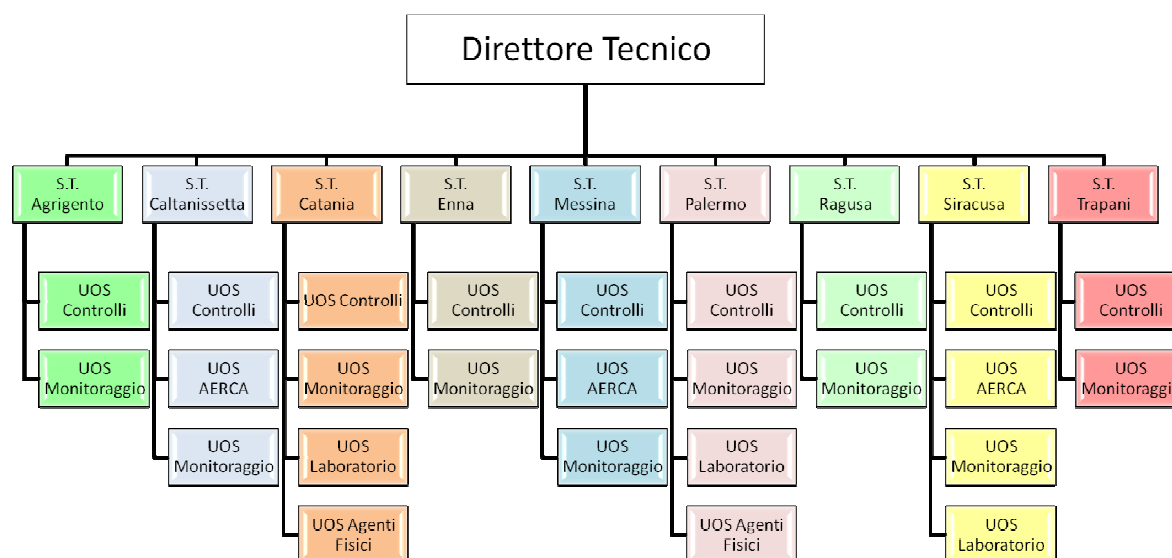 Direttore Tecnico
S.T.
Agrigento
S.T.
Caltanissetta
S.T.
Catania
S.T.
Enna
S.T.
Messina
S.T.
Palermo
S.T.
Ragusa
S.T.
Siracusa
S.T.
Trapani
UOS
Controlli
UOS
Controlli
UOS Controlli
UOS
Controlli
UOS
Controlli
UOS
Controlli
UOS
Controlli
UOS
Controlli
UOS
Controlli
UOS
Monitoraggio
UOS
AERCA
UOS
Monitoraggio
UOS
Monitoraggio
UOS
AERCA
UOS
Monitoraggio
UOS
Monitoraggio
UOS
AERCA
UOS
Monitoraggi
UOS
Monitoraggio
UOS
Laboratorio
UOS
Monitoraggio
UOS
Laboratorio
UOS
Monitoraggio
UOS Agenti
Fisici
UOS Agenti
Fisici
UOS
Laboratorio